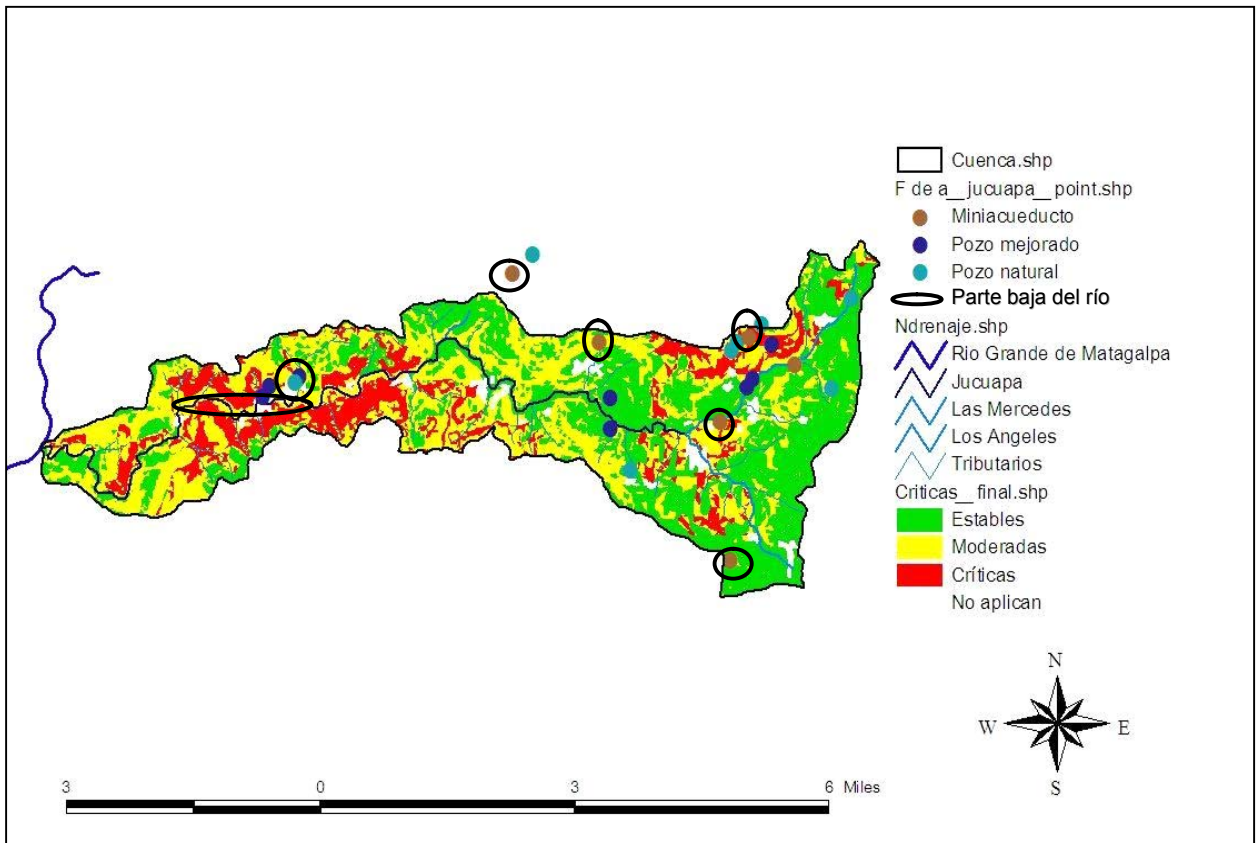 Cuenca.shp
F de a__jucuapa__point.shp
Miniacueducto
Pozo mejorado
Pozo natural
Parte baja del río
Ndrenaje.shp
Rio Grande de Matagalpa
Jucuapa
Las Mercedes
Los Angeles
Tributarios
Criticas__final.shp
Estables
Moderadas
Críticas
No aplican
N
W E
S
3 0 3 6 Miles